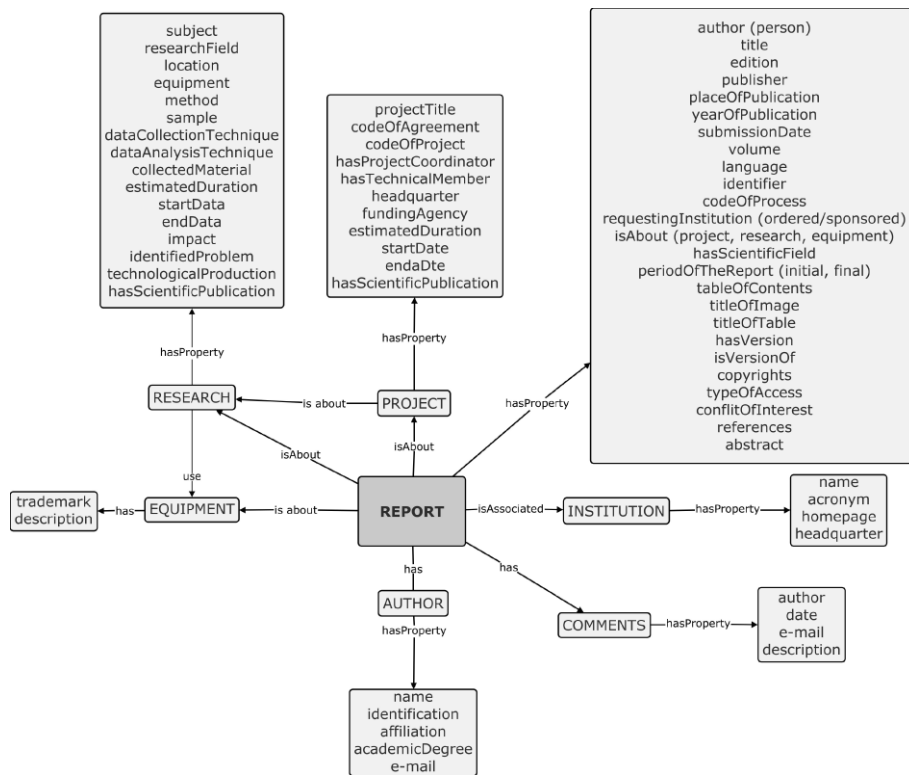 subject
researchField
location
equipment
method
sample
dataCollectionTechnique
dataAnalysisTechnique
collectedMaterial
estimatedDuration
startData
endData
impact
identifiedProblem
technologicalProduction
hasScientificPublication
projectTitle
codeOfAgreement
codeOfProject
hasProjectCoordinator
hasTechnicalMember
headquarter
fundingAgency
estimatedDuration
startDate
endaDte
hasScientificPublication
author (person)
title
edition
publisher
placeOfPublication
yearOfPublication
submissionDate
volume
language
identifier
codeOfProcess
requestingInstitution (ordered/sponsored)
isAbout (project, research, equipment)
hasScientificField
periodOfTheReport (initial, final)
tableOfContents
titleOfImage
titleOfTable
hasVersion
isVersionOf
copyrights
typeOfAccess
conflitOfInterest
references
abstract
hasProperty
hasProperty
hasProperty
RESEARCH
is about
PROJECT
isAbout
isAbout
use
trademark
description
has
EQUIPMENT
is about
REPORT
isAssociated
INSTITUTION
hasProperty
name
acronym
homepage
headquarter
has
has
AUTHOR
hasProperty
COMMENTS
hasProperty
author
date
e-mail
description
name
identification
affiliation
academicDegree
e-mail